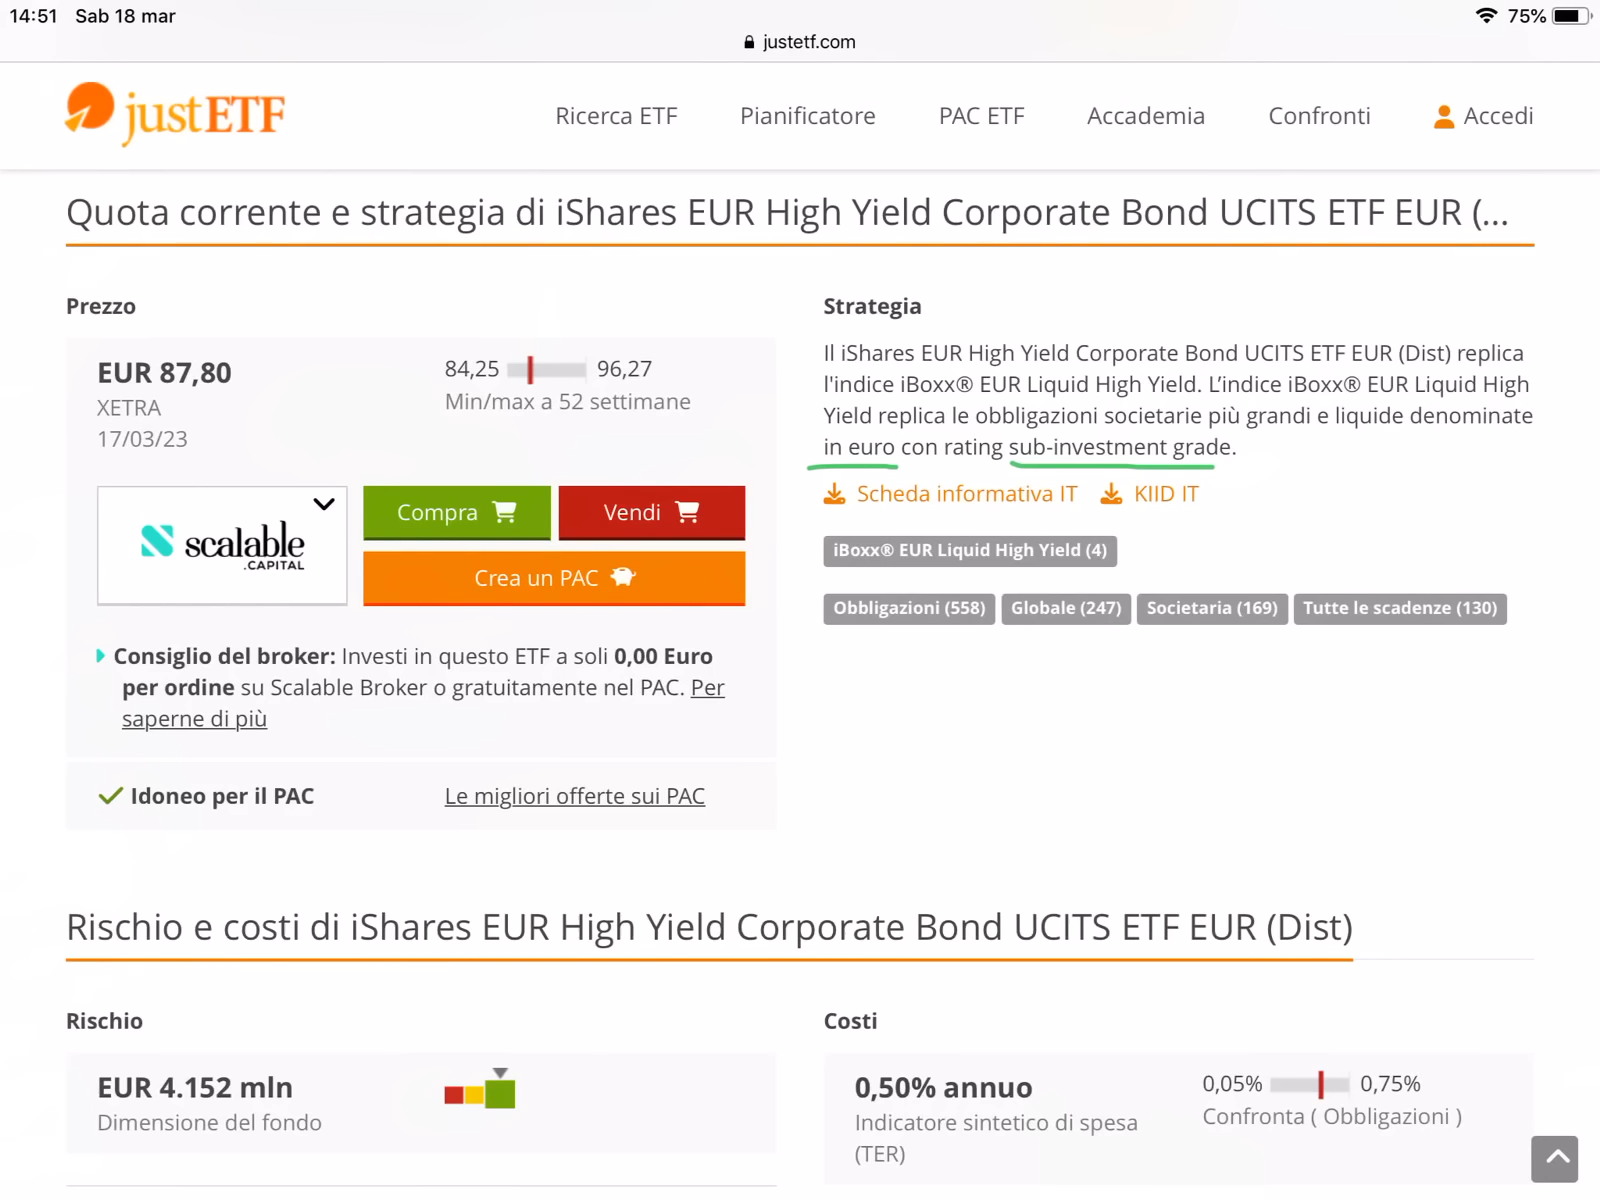 14:51 Sab 18 mar 75%
justetf.com
justETF Ricerca ETF Pianificatore PAC ETF Accademia Confronti Accedi
Quota corrente e strategia di iShares EUR High Yield Corporate Bond UCITS ETF EUR (...
Prezzo
EUR 87,80
XETRA
17/03/23
84,25 96,27
Min/max a 52 settimane
scalable
.CAPITAL
Compra
Vendi
Crea un PAC
Consiglio del broker: Investi in questo ETF a soli 0,00 Euro
per ordine su Scalable Broker o gratuitamente nel PAC. Per
saperne di più
Idoneo per il PAC Le migliori offerte sui PAC
Strategia
Il iShares EUR High Yield Corporate Bond UCITS ETF EUR (Dist) replica
l'indice iBoxx® EUR Liquid High Yield. L’indice iBoxx® EUR Liquid High
Yield replica le obbligazioni societarie più grandi e liquide denominate
in euro con rating sub-investment grade.
Scheda informativa IT KIID IT
iBoxx® EUR Liquid High Yield (4)
Obbligazioni (558) Globale (247) Societaria (169) Tutte le scadenze (130)
Rischio e costi di iShares EUR High Yield Corporate Bond UCITS ETF EUR (Dist)
Rischio
EUR 4.152 mln
Dimensione del fondo
Costi
0,50% annuo
Indicatore sintetico di spesa
(TER)
0,05% 0,75%
Confronta ( Obbligazioni )